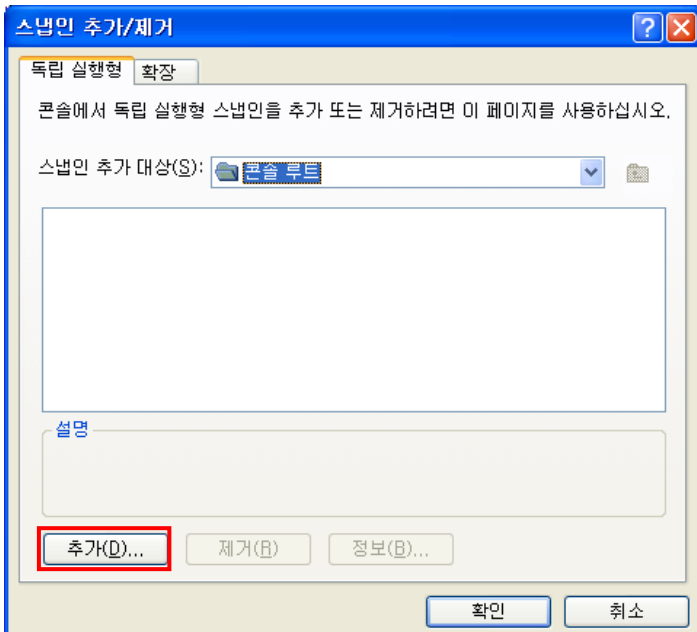 스냅인 추가/제거
독립 실행형 확장
콘솔에서 독립 실행형 스냅인을 추가 또는 제거하려면 이 페이지를 사용하십시오.
스냅인 추가 대상(S): 콘솔 루트
설명
추가(D)... 제거(R) 정보(B)...
확인 취소